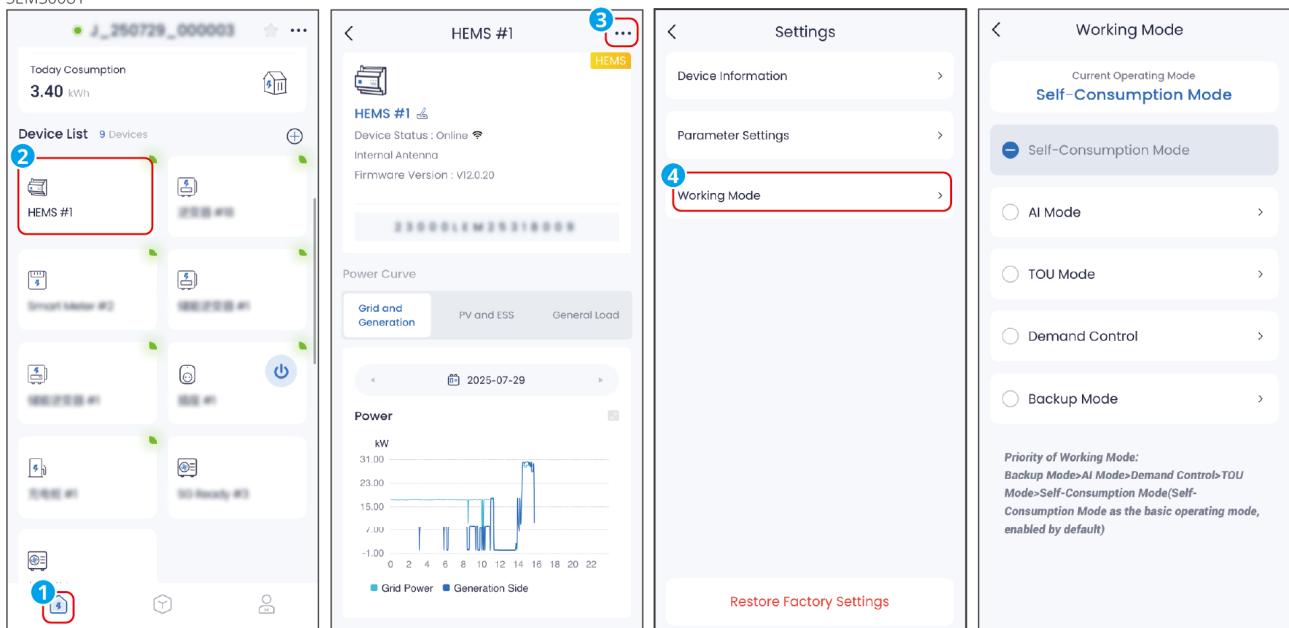 SEMS0081
J_250729_000003
Today Cosumption
3.40 kWh
Device List 9 Devices
2
HEMS #1
Smart Meter #2
SG Ready #3
1
3
HEMS #1
HEMS
HEMS #1
Device Status : Online
Internal Antenna
Firmware Version : V12.0.20
Power Curve
Grid and
Generation
PV and ESS
General Load
2025-07-29
Power
kW
31.00
23.00
15.00
7.00
-1.00
0 2 4 6 8 10 12 14 16 18 20 22
Grid Power
Generation Side
Settings
Device Information
Parameter Settings
4
Working Mode
Restore Factory Settings
Working Mode
Current Operating Mode
Self-Consumption Mode
Self-Consumption Mode
AI Mode
TOU Mode
Demand Control
Backup Mode
Priority of Working Mode:
Backup Mode>AI Mode>Demand Control>TOU
Mode>Self-Consumption Mode(Self-
Consumption Mode as the basic operating mode,
enabled by default)